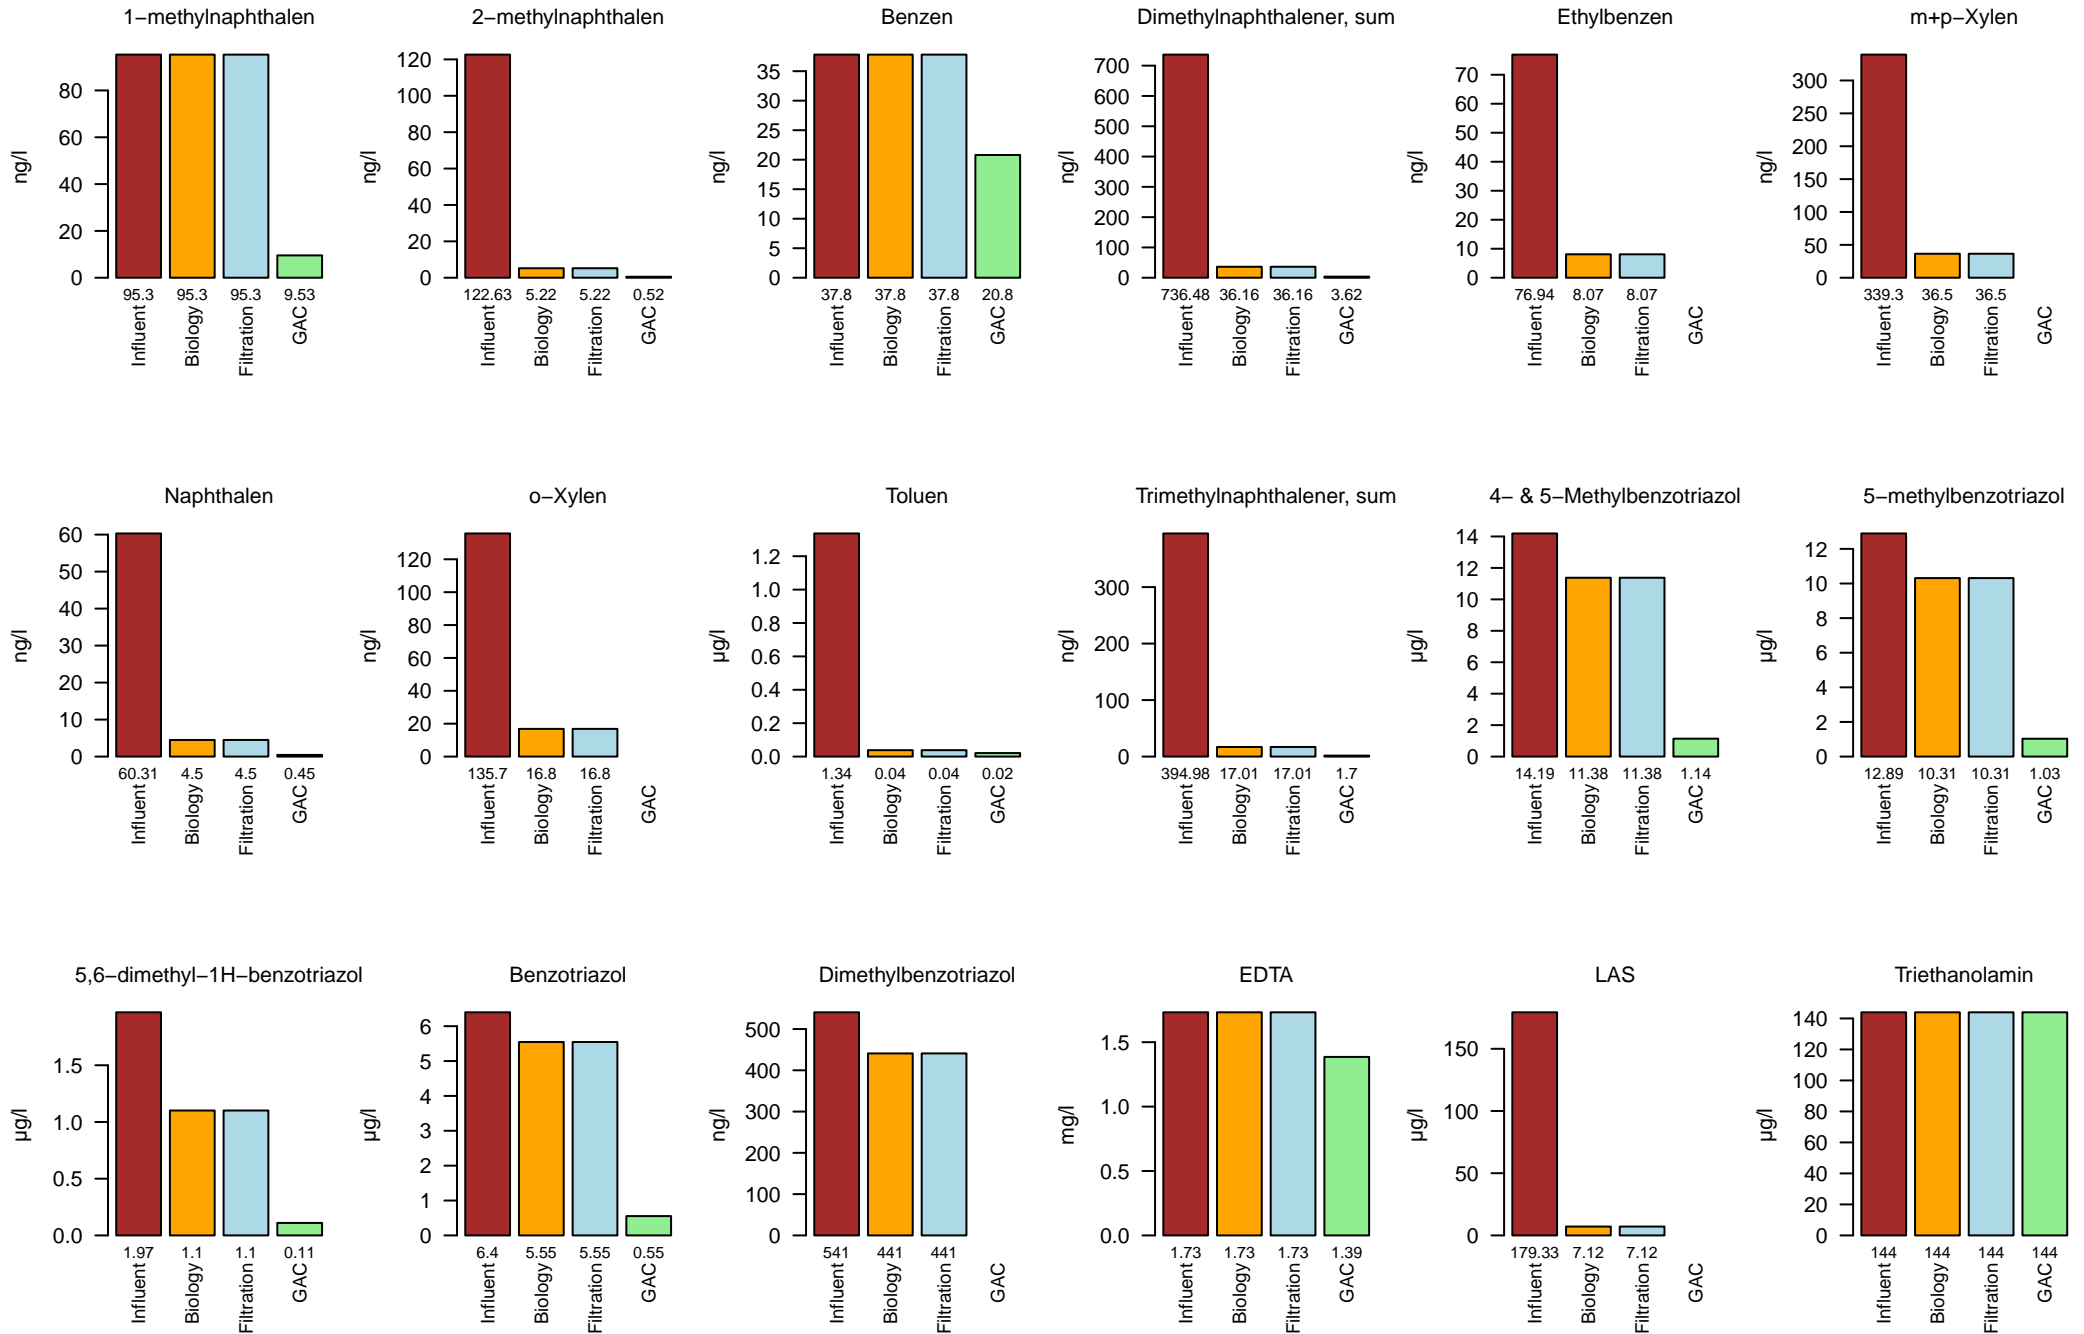 1−methylnaphthalen
ng/l
80
60
40
20
0
95.3 95.3 95.3 9.53
Influent Biology Filtration GAC
2−methylnaphthalen
ng/l
120
100
80
60
40
20
0
122.63 5.22 5.22 0.52
Influent Biology Filtration GAC
Benzen
ng/l
35
30
25
20
15
10
5
0
37.8 37.8 37.8 20.8
Influent Biology Filtration GAC
Dimethylnaphthalener, sum
ng/l
700
600
500
400
300
200
100
0
736.48 36.16 36.16 3.62
Influent Biology Filtration GAC
Ethylbenzen
ng/l
70
60
50
40
30
20
10
0
76.94 8.07 8.07
Influent Biology Filtration GAC
m+p−Xylen
ng/l
300
250
200
150
100
50
0
339.3 36.5 36.5
Influent Biology Filtration GAC
Naphthalen
ng/l
60
50
40
30
20
10
0
60.31 4.5 4.5 0.45
Influent Biology Filtration GAC
o−Xylen
ng/l
120
100
80
60
40
20
0
135.7 16.8 16.8
Influent Biology Filtration GAC
Toluen
µg/l
1.2
1.0
0.8
0.6
0.4
0.2
0.0
1.34 0.04 0.04 0.02
Influent Biology Filtration GAC
Trimethylnaphthalener, sum
ng/l
300
200
100
0
394.98 17.01 17.01 1.7
Influent Biology Filtration GAC
4− & 5−Methylbenzotriazol
µg/l
14
12
10
8
6
4
2
0
14.19 11.38 11.38 1.14
Influent Biology Filtration GAC
5−methylbenzotriazol
µg/l
12
10
8
6
4
2
0
12.89 10.31 10.31 1.03
Influent Biology Filtration GAC
5,6−dimethyl−1H−benzotriazol
µg/l
1.5
1.0
0.5
0.0
1.97 1.1 1.1 0.11
Influent Biology Filtration GAC
Benzotriazol
µg/l
6
5
4
3
2
1
0
6.4 5.55 5.55 0.55
Influent Biology Filtration GAC
Dimethylbenzotriazol
ng/l
500
400
300
200
100
0
541 441 441
Influent Biology Filtration GAC
EDTA
mg/l
1.5
1.0
0.5
0.0
1.73 1.73 1.73 1.39
Influent Biology Filtration GAC
LAS
µg/l
150
100
50
0
179.33 7.12 7.12
Influent Biology Filtration GAC
Triethanolamin
µg/l
140
120
100
80
60
40
20
0
144 144 144 144
Influent Biology Filtration GAC